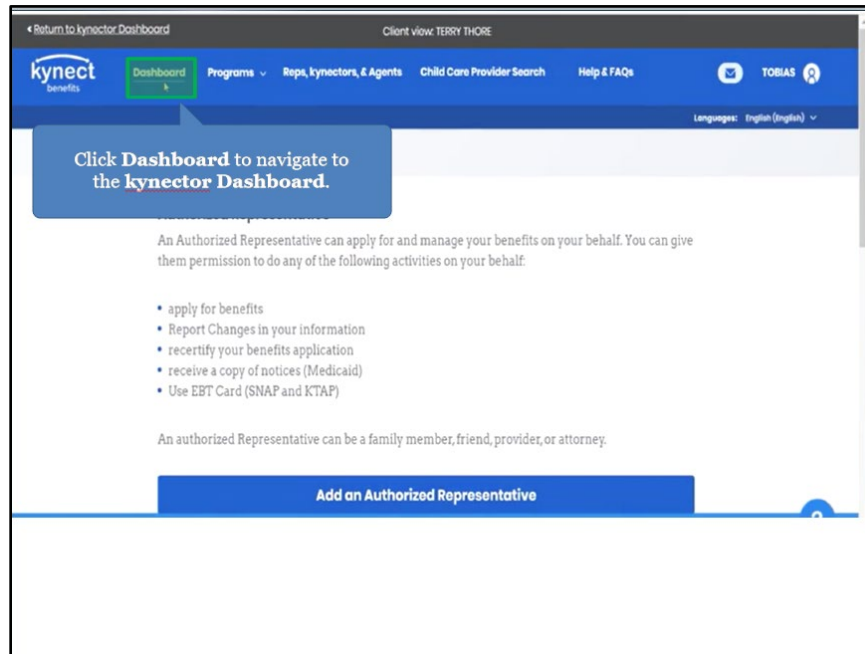 Return to kynector Dashboard
Client view: TERRY THORE
kynect
benefits
Dashboard
Programs
Reps, kynectors, & Agents
Child Care Provider Search
Help & FAQs
TOBIAS
Languages: English (English)
Click Dashboard to navigate to
the kynector Dashboard.
An Authorized Representative can apply for and manage your benefits on your behalf. You can give
them permission to do any of the following activities on your behalf:
• apply for benefits
• Report Changes in your information
• recertify your benefits application
• receive a copy of notices (Medicaid)
• Use EBT Card (SNAP and KTAP)
An authorized Representative can be a family member, friend, provider, or attorney.
Add an Authorized Representative